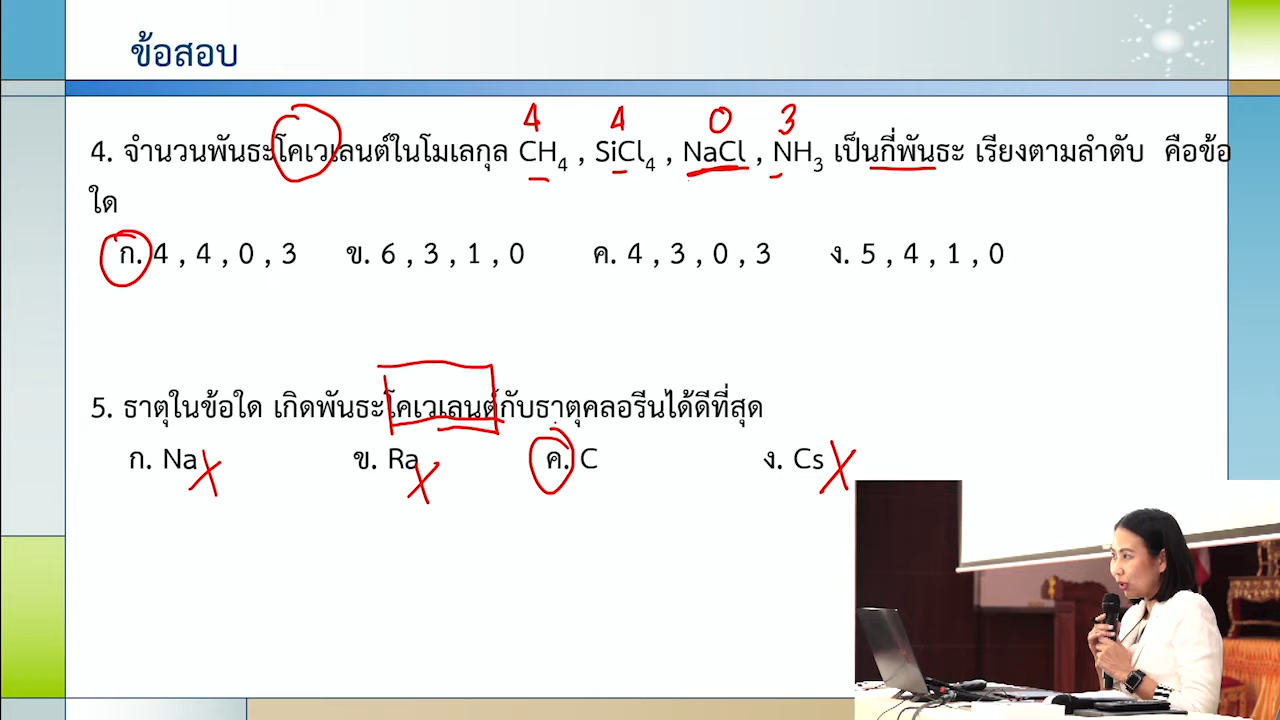 ข้อสอบ
4 4 0 3
4. จำนวนพันธะโคเวเลนต์ในโมเลกุล CH₄ , SiCl₄ , NaCl , NH₃ เป็นกี่พันธะ เรียงตามลำดับ คือข้อ
ใด
ก. 4 , 4 , 0 , 3 ข. 6 , 3 , 1 , 0 ค. 4 , 3 , 0 , 3 ง. 5 , 4 , 1 , 0
5. ธาตุในข้อใด เกิดพันธะโคเวเลนต์กับธาตุคลอรีนได้ดีที่สุด
ก. Na ข. Ra ค. C ง. Cs